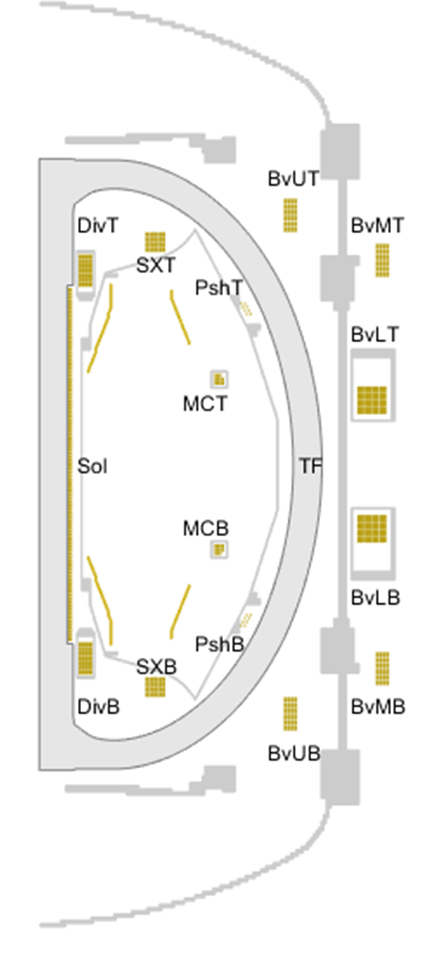 BvUT
DivT
BvMT
SXT
PshT
BvLT
MCT
Sol
TF
MCB
BvLB
PshB
SXB
DivB
BvMB
BvUB